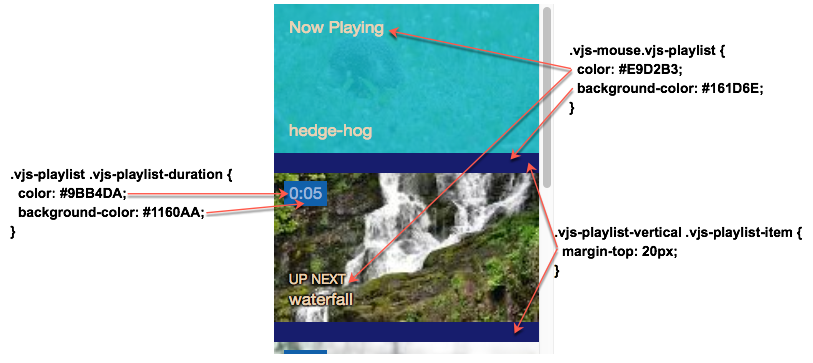 Now Playing
hedge-hog
.vjs-mouse.vjs-playlist {
color: #E9D2B3;
background-color: #161D6E;
}
.vjs-playlist .vjs-playlist-duration {
color: #9BB4DA;
background-color: #1160AA;
}
0:05
UP NEXT
waterfall
.vjs-playlist-vertical .vjs-playlist-item {
margin-top: 20px;
}